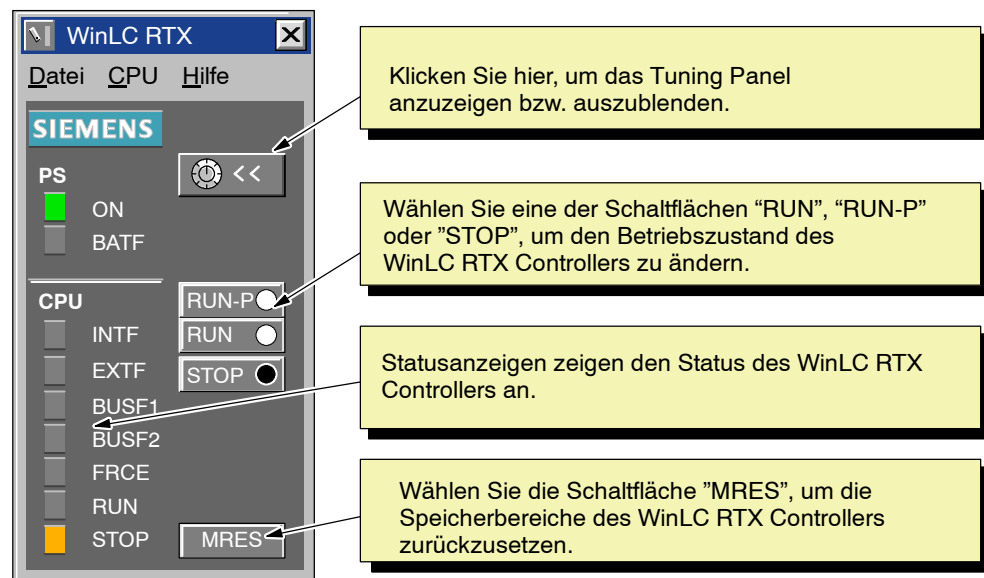 WinLC RTX
Datei CPU Hilfe
SIEMENS
<<
PS
ON
BATF
CPU
RUN-P
INTF
RUN
EXTF
STOP
BUSF1
BUSF2
FRCE
RUN
STOP
MRES
Klicken Sie hier, um das Tuning Panel
anzuzeigen bzw. auszublenden.
Wählen Sie eine der Schaltflächen “RUN”, “RUN-P”
oder ”STOP”, um den Betriebszustand des
WinLC RTX Controllers zu ändern.
Statusanzeigen zeigen den Status des WinLC RTX
Controllers an.
Wählen Sie die Schaltfläche ”MRES”, um die
Speicherbereiche des WinLC RTX Controllers
zurückzusetzen.